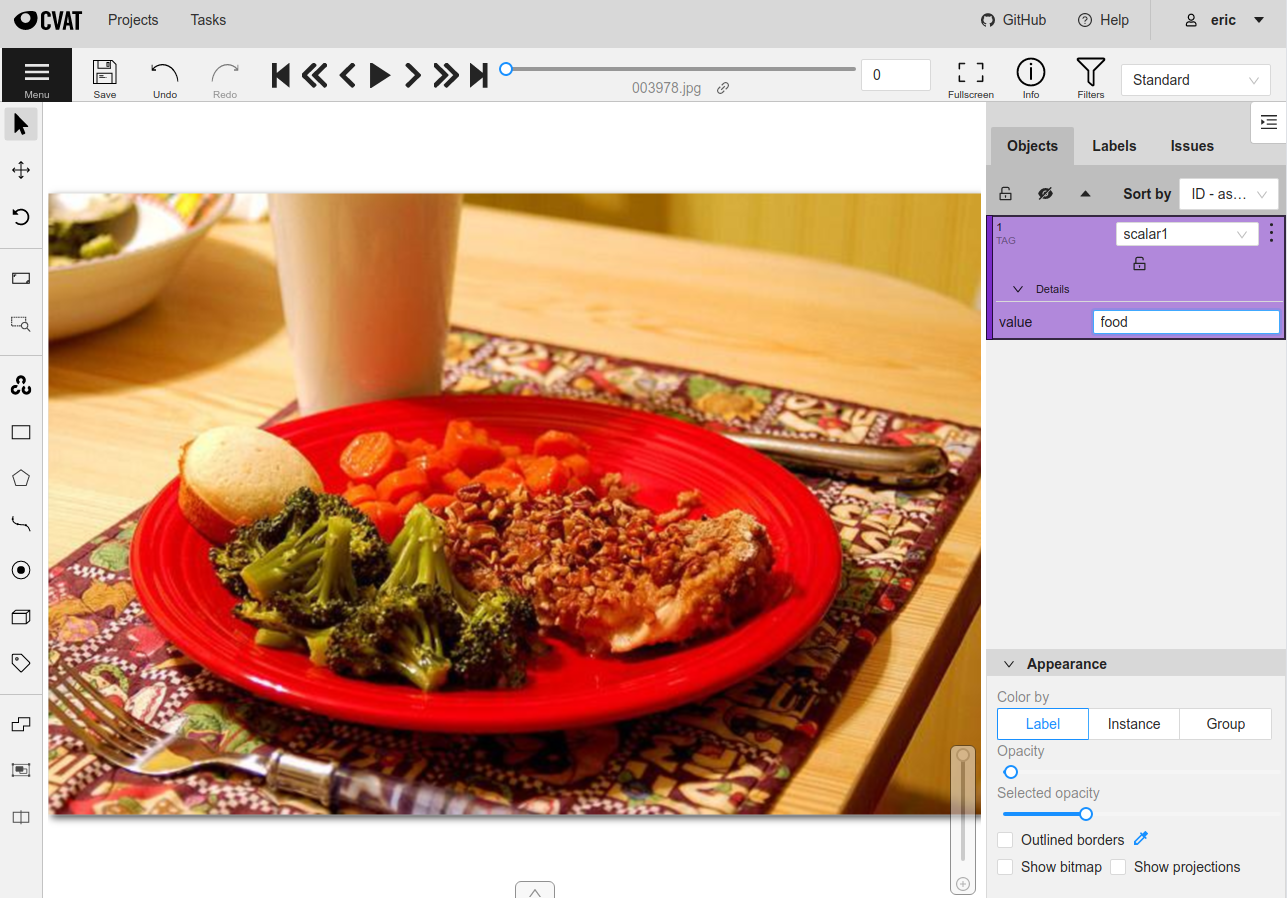 CVAT
Projects
Tasks
GitHub
Help
eric
Menu
Save
Undo
Redo
003978.jpg
0
Fullscreen
Info
Filters
Standard
Objects
Labels
Issues
Sort by
ID - as...
1
TAG
scalar1
Details
value
food
Appearance
Color by
Label
Instance
Group
Opacity
Selected opacity
Outlined borders
Show bitmap
Show projections